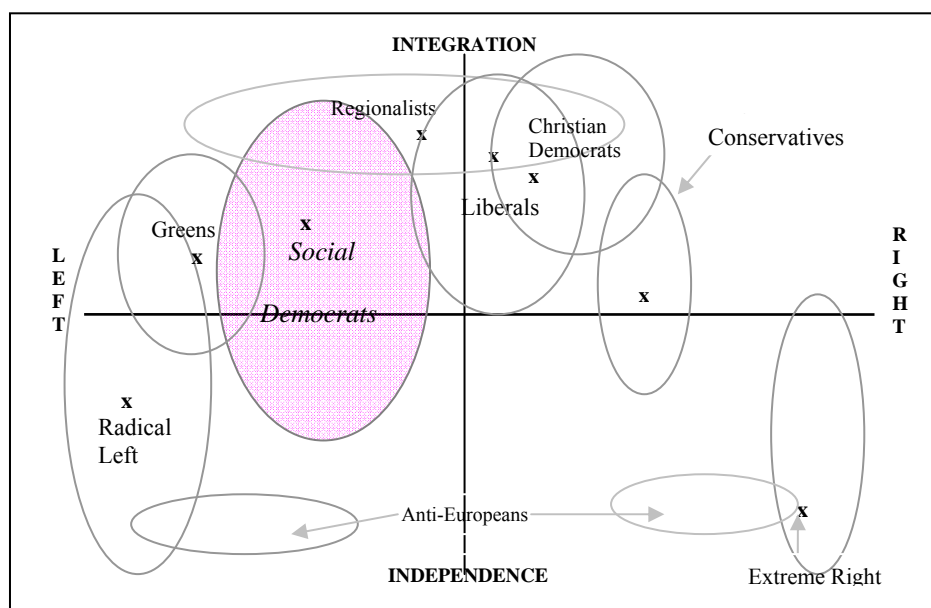 INTEGRATION
Regionalists
x
Christian
Democrats
x
x
Conservatives
Liberals
Greens
x
x
Social
Democrats
L
E
F
T
R
I
G
H
T
x
x
Radical
Left
Anti-Europeans
x
INDEPENDENCE
Extreme Right